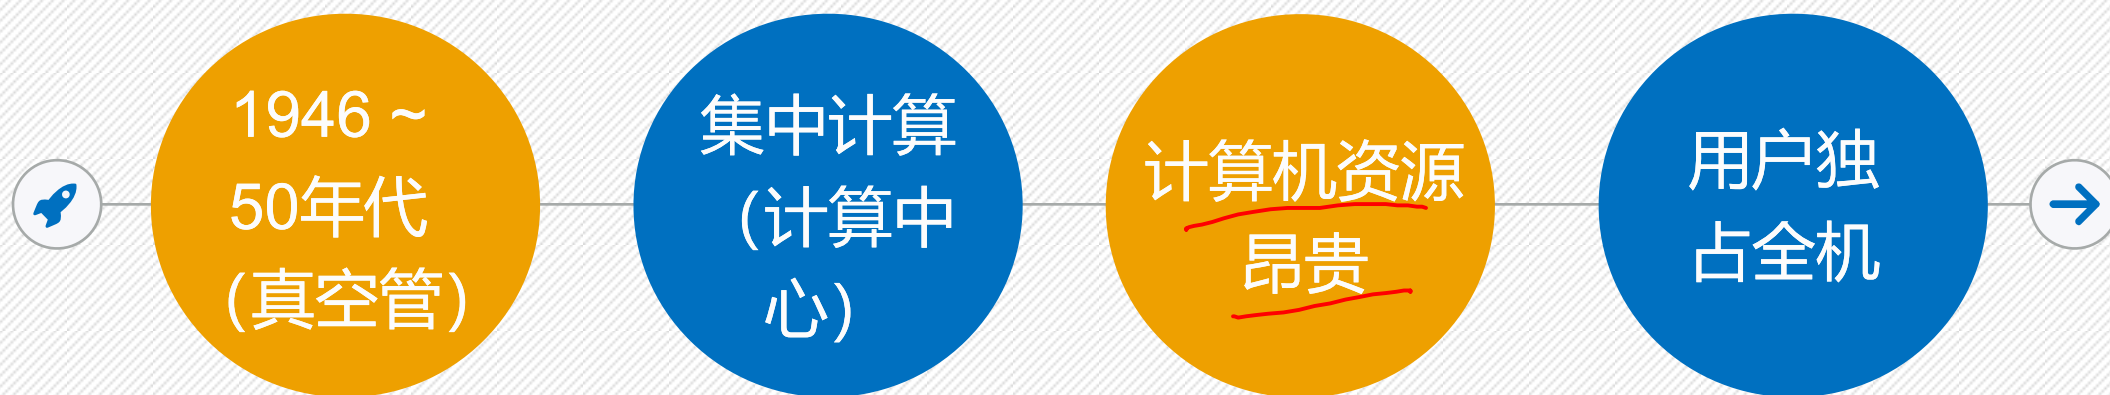 1946 ~
50年代
（真空管）
集中计算
（计算中
心）
计算机资源
昂贵
用户独
占全机